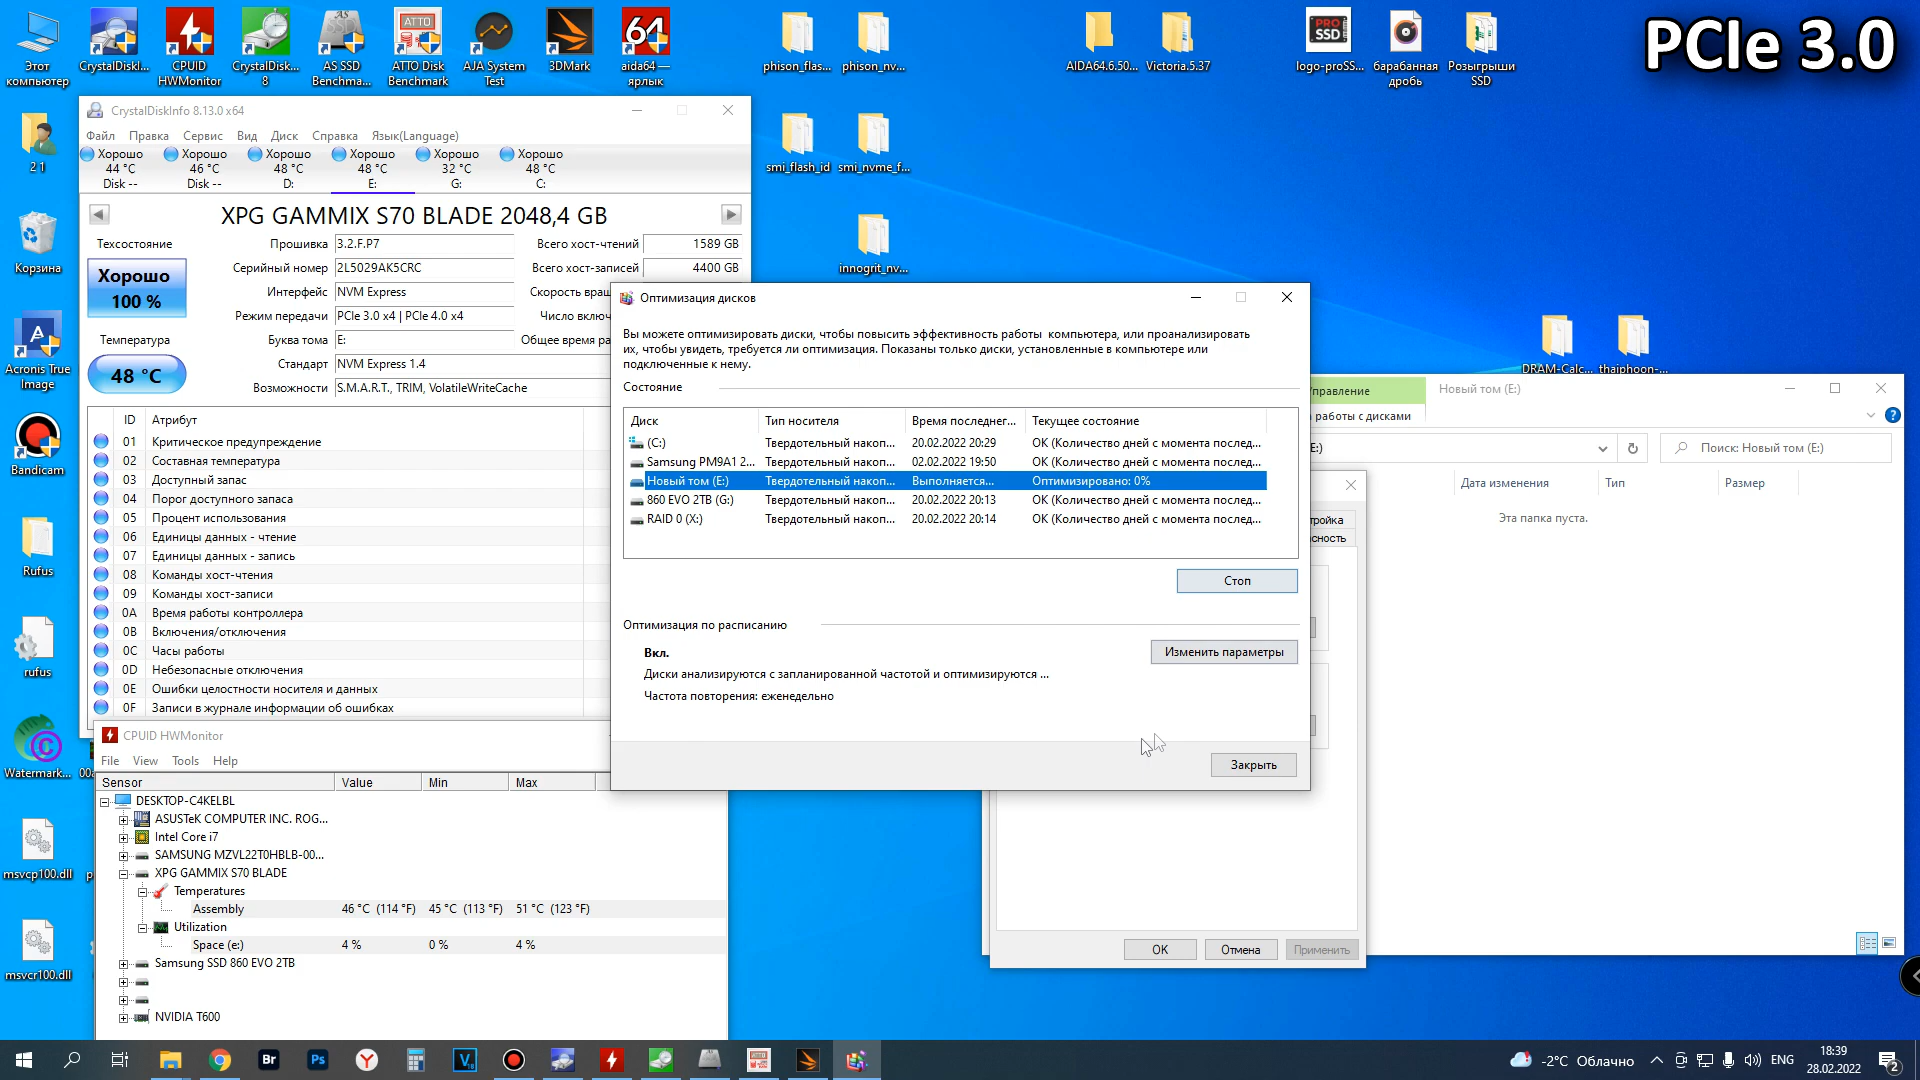 Этот
компьютер
CrystalDiskI...
CPUID
HWMonitor
CrystalDisk...
8
AS SSD
Benchma...
ATTO Disk
Benchmark
AJA System
Test
3DMark
aida64 —
ярлык
phison_flas...
phison_nv...
AIDA64.6.50...
Victoria.5.37
logo-proSS...
барабанная
дробь
Розыгрыши
SSD
PCIe 3.0
smi_flash_id
smi_nvme_f...
innogrit_nv...
DRAM-Calc...
thaiphoon-...
2 1
Корзина
Acronis True
Image
Bandicam
Rufus
rufus
Watermark...
msvcp100.dll
msvcr100.dll
CrystalDiskInfo 8.13.0 x64
Файл Правка Сервис Вид Диск Справка Язык(Language)
Хорошо Хорошо Хорошо Хорошо Хорошо Хорошо
44 °C 46 °C 48 °C 48 °C 32 °C 48 °C
Disk -- Disk -- D: E: G: C:
XPG GAMMIX S70 BLADE 2048,4 GB
Техсостояние
Хорошо
100 %
Температура
48 °C
Прошивка 3.2.F.P7
Серийный номер 2L5029AK5CRC
Интерфейс NVM Express
Режим передачи PCIe 3.0 x4 | PCIe 4.0 x4
Буква тома E:
Стандарт NVM Express 1.4
Возможности S.M.A.R.T., TRIM, VolatileWriteCache
Всего хост-чтений 1589 GB
Всего хост-записей 4400 GB
Скорость вращ
Число включ
Общее время ра
ID Атрибут
01 Критическое предупреждение
02 Составная температура
03 Доступный запас
04 Порог доступного запаса
05 Процент использования
06 Единицы данных - чтение
07 Единицы данных - запись
08 Команды хост-чтения
09 Команды хост-записи
0A Время работы контроллера
0B Включения/отключения
0C Часы работы
0D Небезопасные отключения
0E Ошибки целостности носителя и данных
0F Записи в журнале информации об ошибках
Оптимизация дисков
Вы можете оптимизировать диски, чтобы повысить эффективность работы компьютера, или проанализировать
их, чтобы увидеть, требуется ли оптимизация. Показаны только диски, установленные в компьютере или
подключенные к нему.
Состояние
Диск Тип носителя Время последнег... Текущее состояние
(C:) Твердотельный накоп... 20.02.2022 20:29 ОК (Количество дней с момента послед...
Samsung PM9A1 2... Твердотельный накоп... 02.02.2022 19:50 ОК (Количество дней с момента послед...
Новый том (E:) Твердотельный накоп... Выполняется... Оптимизировано: 0%
860 EVO 2TB (G:) Твердотельный накоп... 20.02.2022 20:13 ОК (Количество дней с момента послед...
RAID 0 (X:) Твердотельный накоп... 20.02.2022 20:14 ОК (Количество дней с момента послед...
Стоп
Оптимизация по расписанию
Вкл.
Изменить параметры
Диски анализируются с запланированной частотой и оптимизируются ...
Частота повторения: еженедельно
Закрыть
правление
Новый том (E:)
работы с дисками
E:)
Поиск: Новый том (E:)
Дата изменения Тип Размер
Эта папка пуста.
тройка
сность
OK Отмена Применить
CPUID HWMonitor
File View Tools Help
Sensor Value Min Max
DESKTOP-C4KELBL
ASUSTeK COMPUTER INC. ROG...
Intel Core i7
SAMSUNG MZVL22T0HBLB-00...
XPG GAMMIX S70 BLADE
Temperatures
Assembly 46 °C (114 °F) 45 °C (113 °F) 51 °C (123 °F)
Utilization
Space (e:) 4 % 0 % 4 %
Samsung SSD 860 EVO 2TB
NVIDIA T600
-2°C Облачно
ENG
18:39
28.02.2022
2